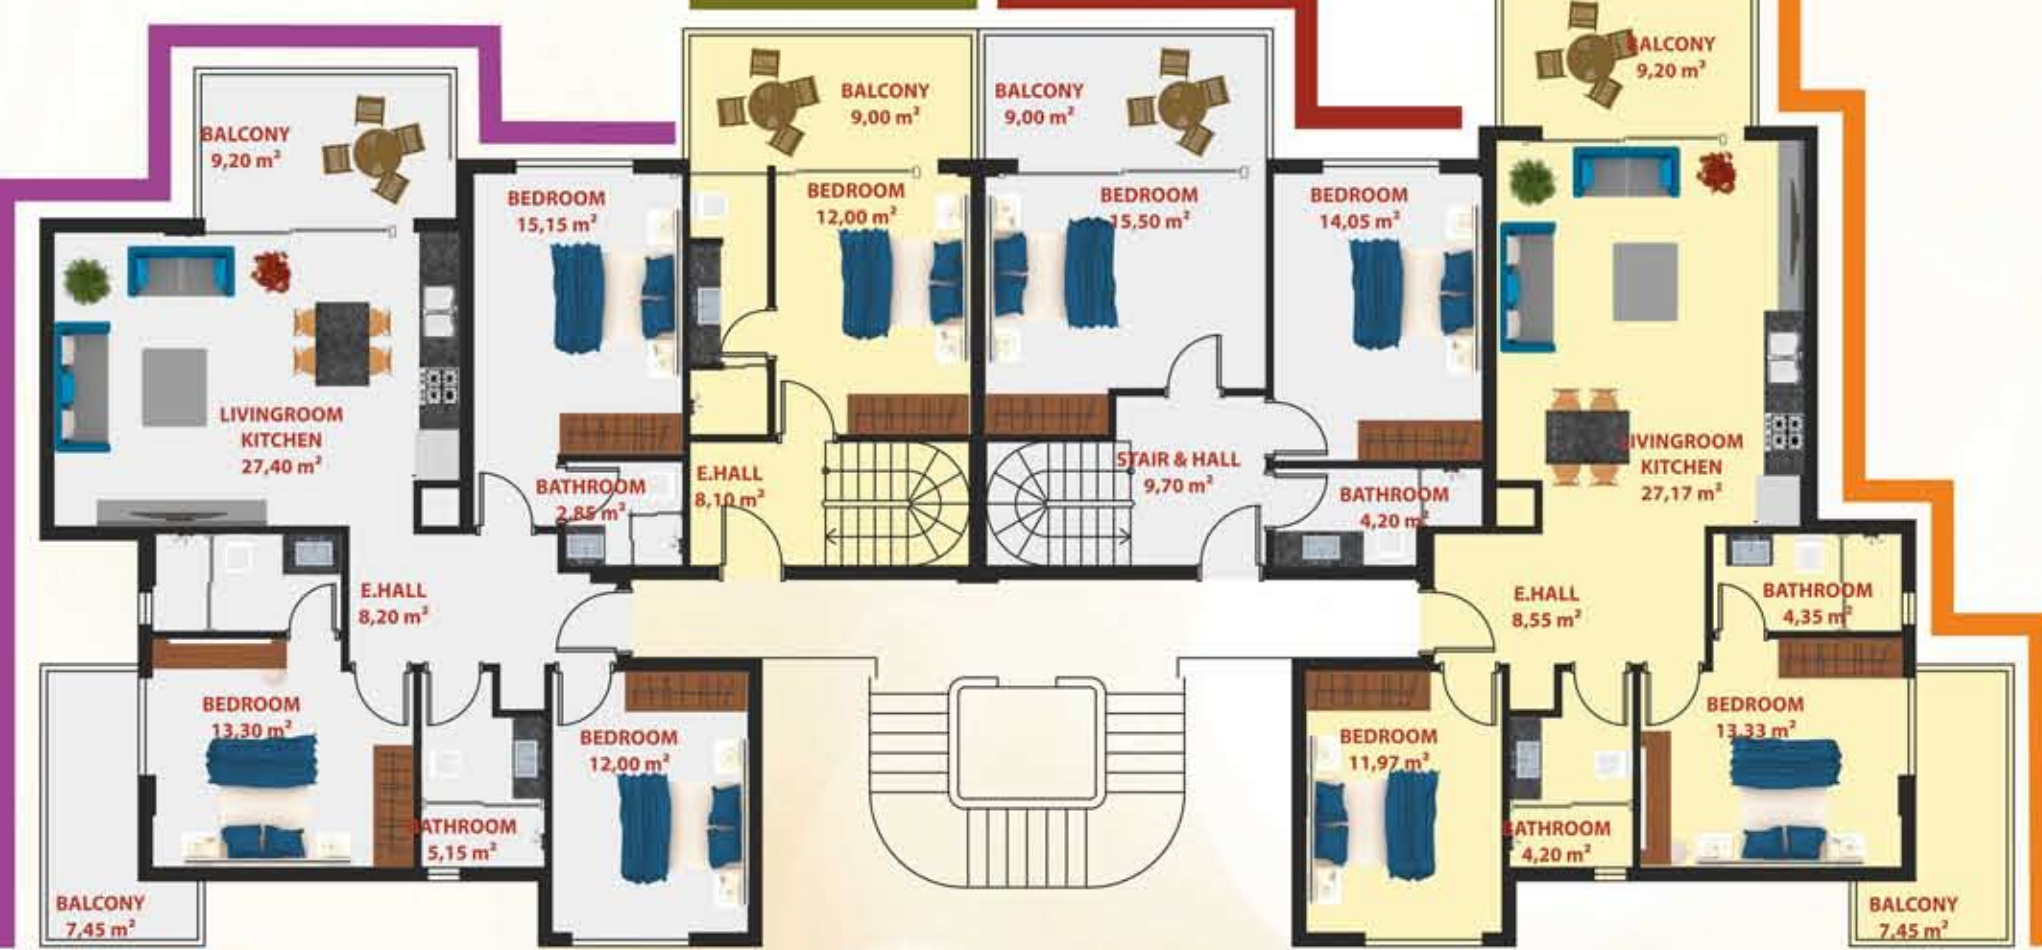 BALCONY
9,20 m²
LIVINGROOM
KITCHEN
27,40 m²
BEDROOM
15,15 m²
BATHROOM
2,85 m²
E.HALL
8,20 m²
BEDROOM
13,30 m²
BALCONY
7,45 m²
BATHROOM
5,15 m²
BEDROOM
12,00 m²
BALCONY
9,00 m²
BEDROOM
12,00 m²
E.HALL
8,10 m²
BALCONY
9,00 m²
BEDROOM
15,50 m²
BEDROOM
14,05 m²
STAIR & HALL
9,70 m²
BATHROOM
4,20 m²
BALCONY
9,20 m²
LIVINGROOM
KITCHEN
27,17 m²
E.HALL
8,55 m²
BATHROOM
4,35 m²
BEDROOM
11,97 m²
BATHROOM
4,20 m²
BEDROOM
13,33 m²
BALCONY
7,45 m²